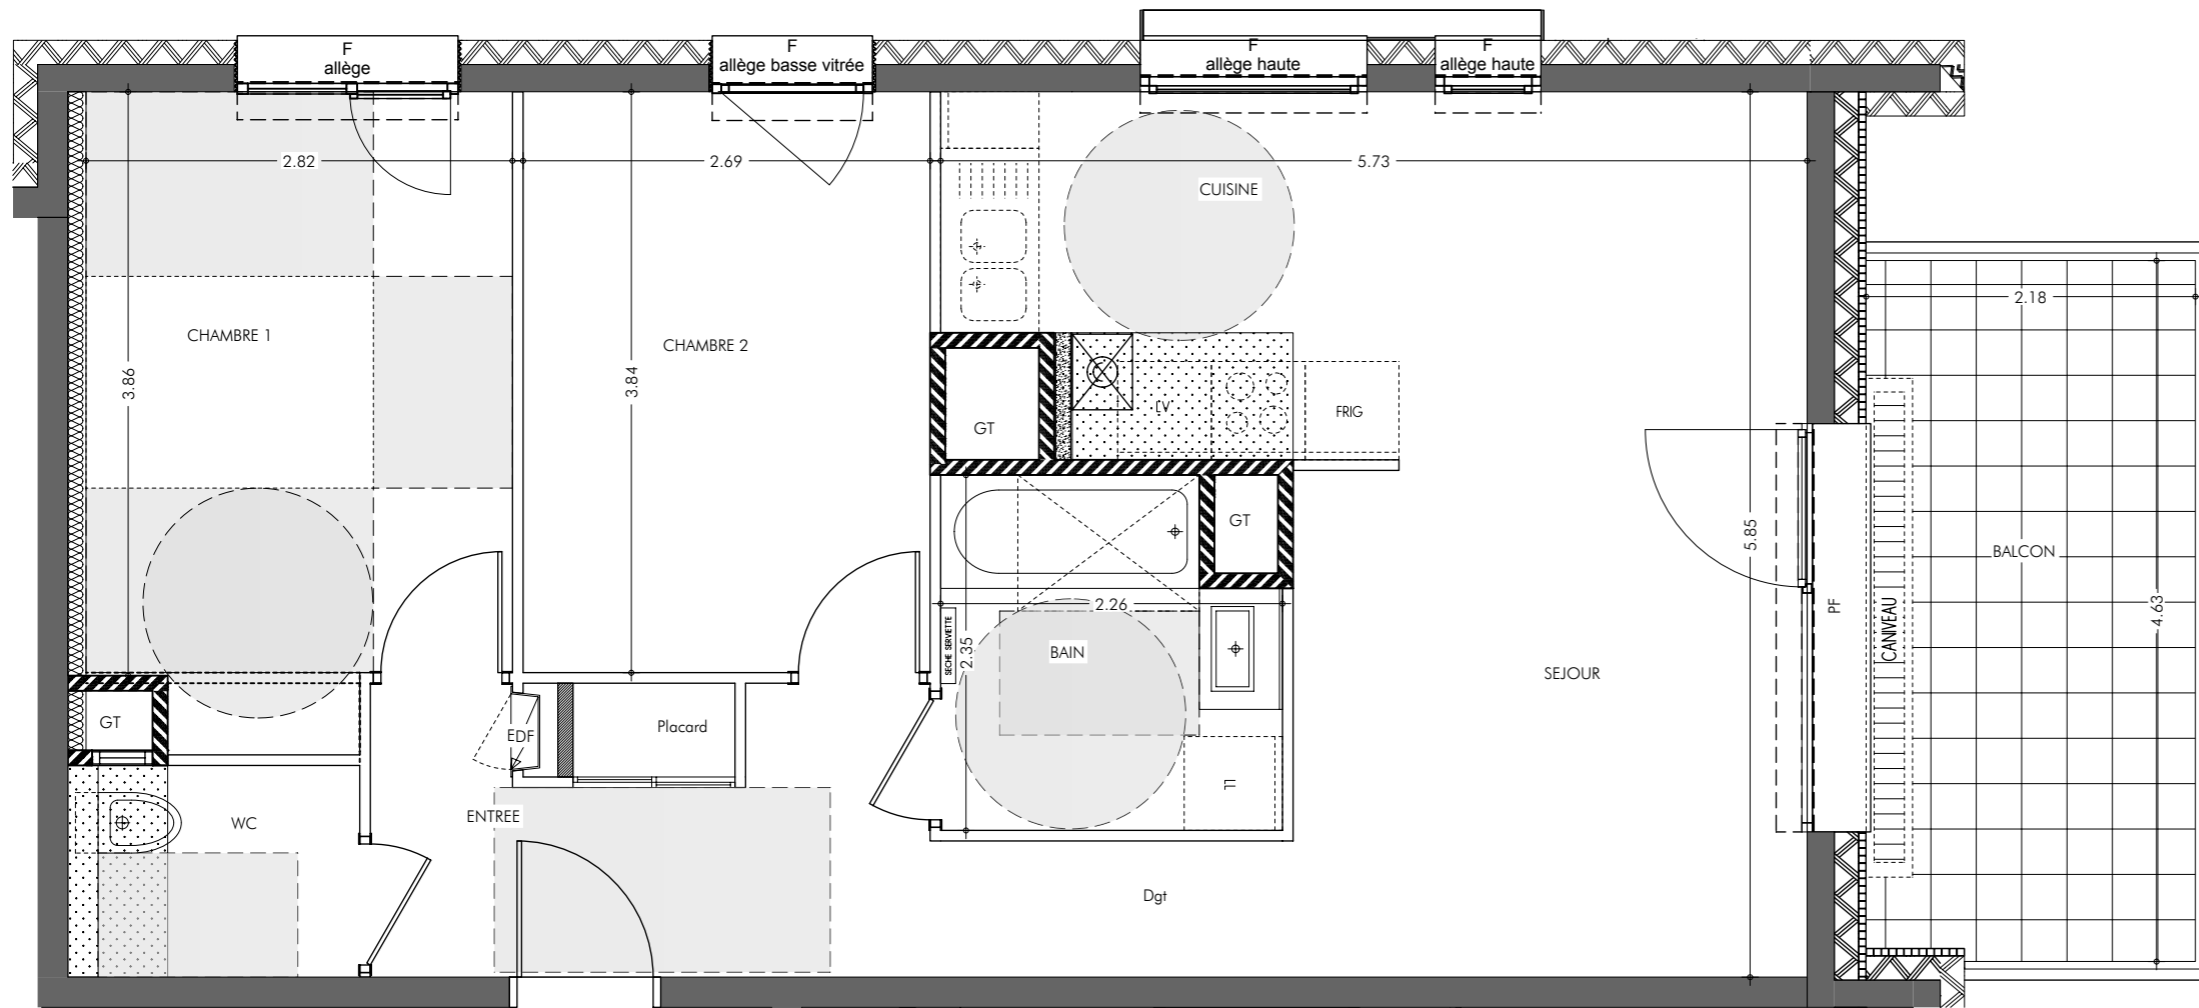 F
allège
F
allège basse vitrée
F
allège haute
F
allège haute
2.82
2.69
5.73
CUISINE
2.18
CHAMBRE 1
CHAMBRE 2
3.86
3.84
GT
LV
FRIG
GT
5.85
BALCON
2.26
PF
CANIVEAU
4.63
SECHE SERVIETTE
2.35
BAIN
SEJOUR
GT
EDF
Placard
LL
ENTREE
WC
Dgt